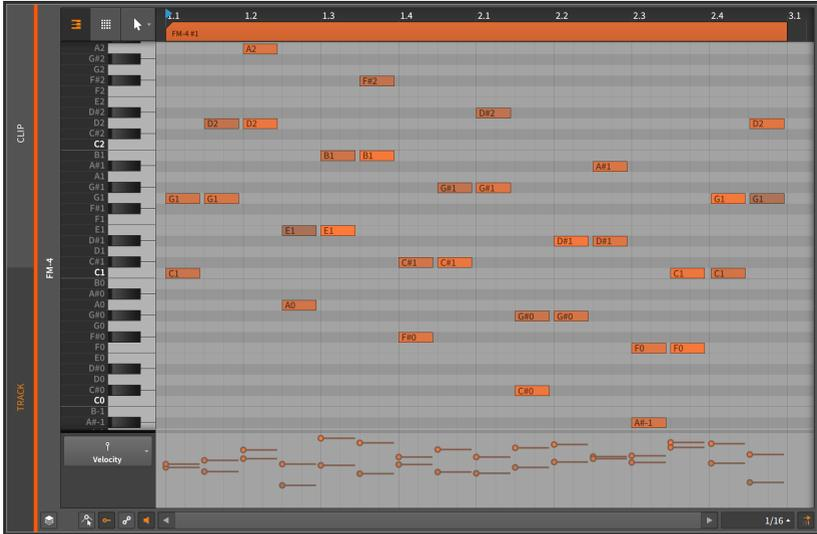 1.1 1.2 1.3 1.4 2.1 2.2 2.3 2.4 3.1
FM-4 #1
A2 A2
G#2
G2
F#2 F#2
F2
E2
D#2 D#2
D2 D2 D2 D2
C#2
C2
B1 B1 B1
A#1 A#1
A1
G#1 G#1 G#1
G1 G1 G1 G1 G1
F#1
F1
E1 E1 E1
D#1 D#1 D#1
D1
C#1 C#1 C#1
C1 C1 C1 C1
B0
A#0
A0 A0
G#0 G#0 G#0
G0
F#0 F#0
F0 F0 F0
E0
D#0
D0
C#0 C#0
C0
B-1
A#-1 A#-1
CLIP
TRACK
FM-4
Velocity
1/16